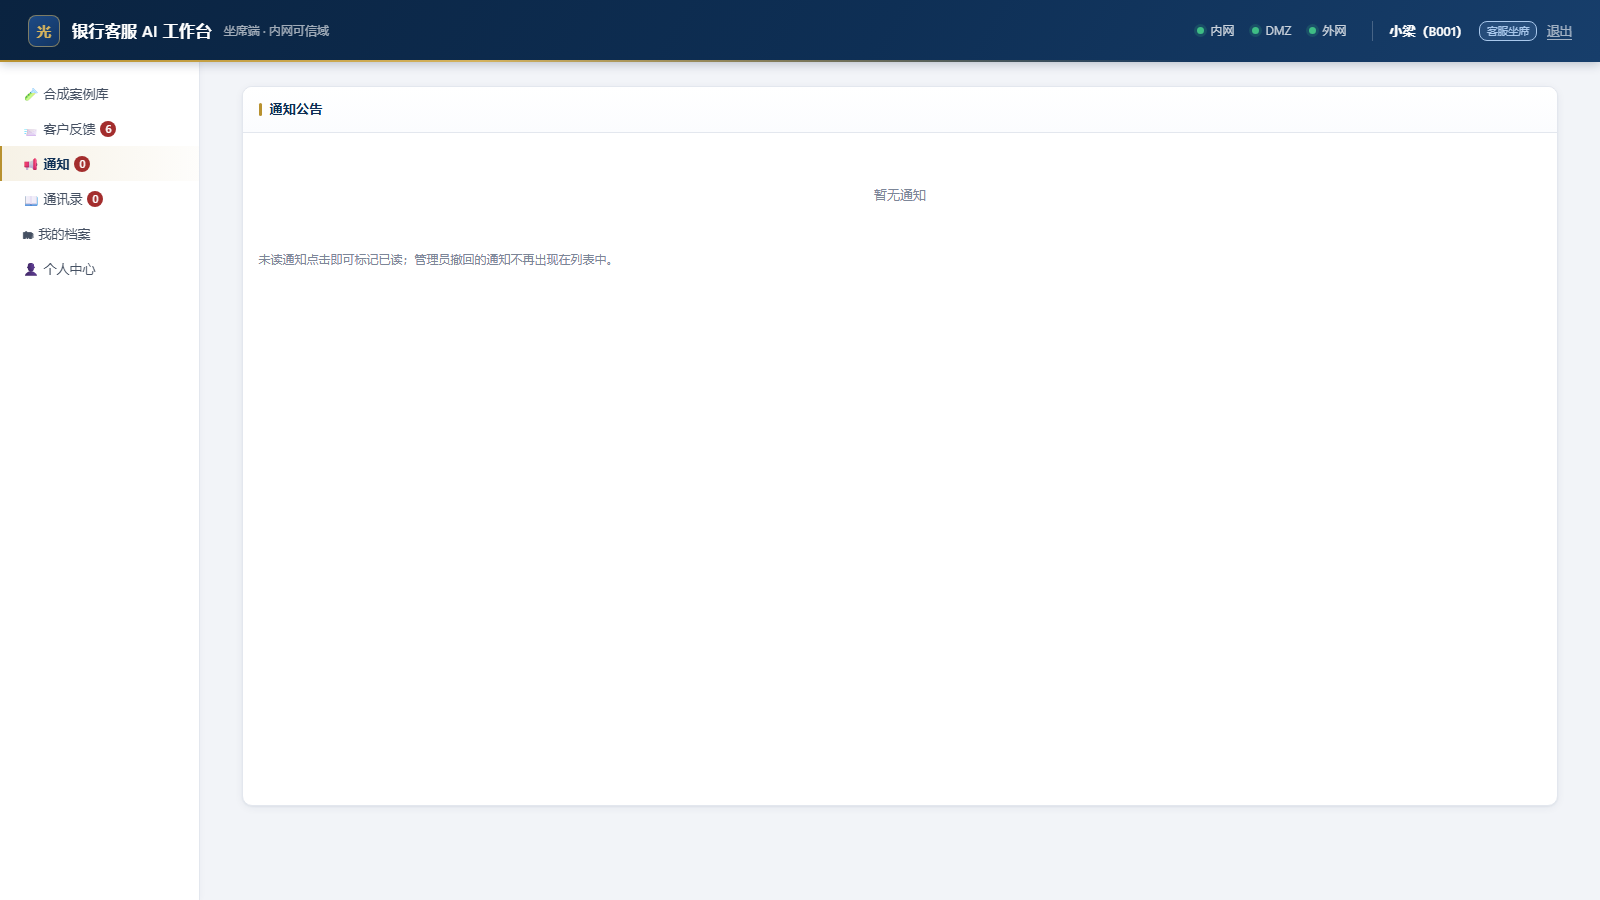 光 银行客服 AI 工作台 坐席端 · 内网可信域 内网 DMZ 外网 小梁（B001） 客服坐席 退出
合成案例库
客户反馈 6
通知 0
通讯录 0
我的档案
个人中心
通知公告
暂无通知
未读通知点击即可标记已读；管理员撤回的通知不再出现在列表中。